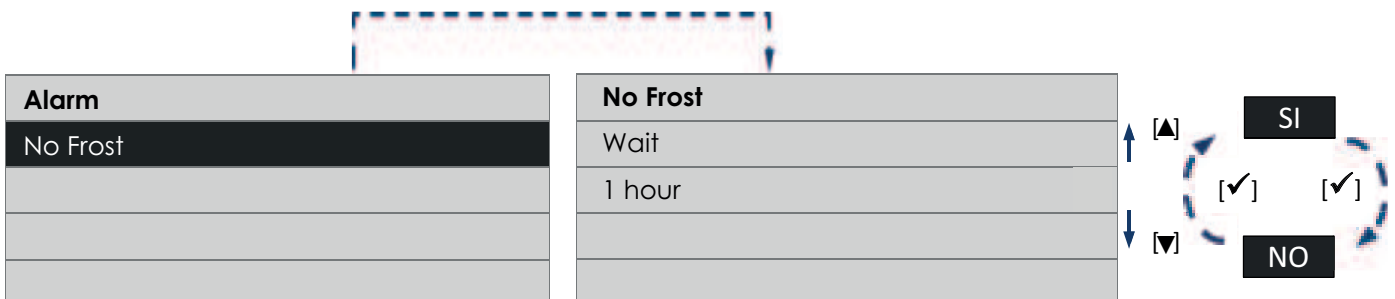 Alarm
No Frost
No Frost
Wait
1 hour
[▲]
[▼]
SI
[✓] [✓]
NO